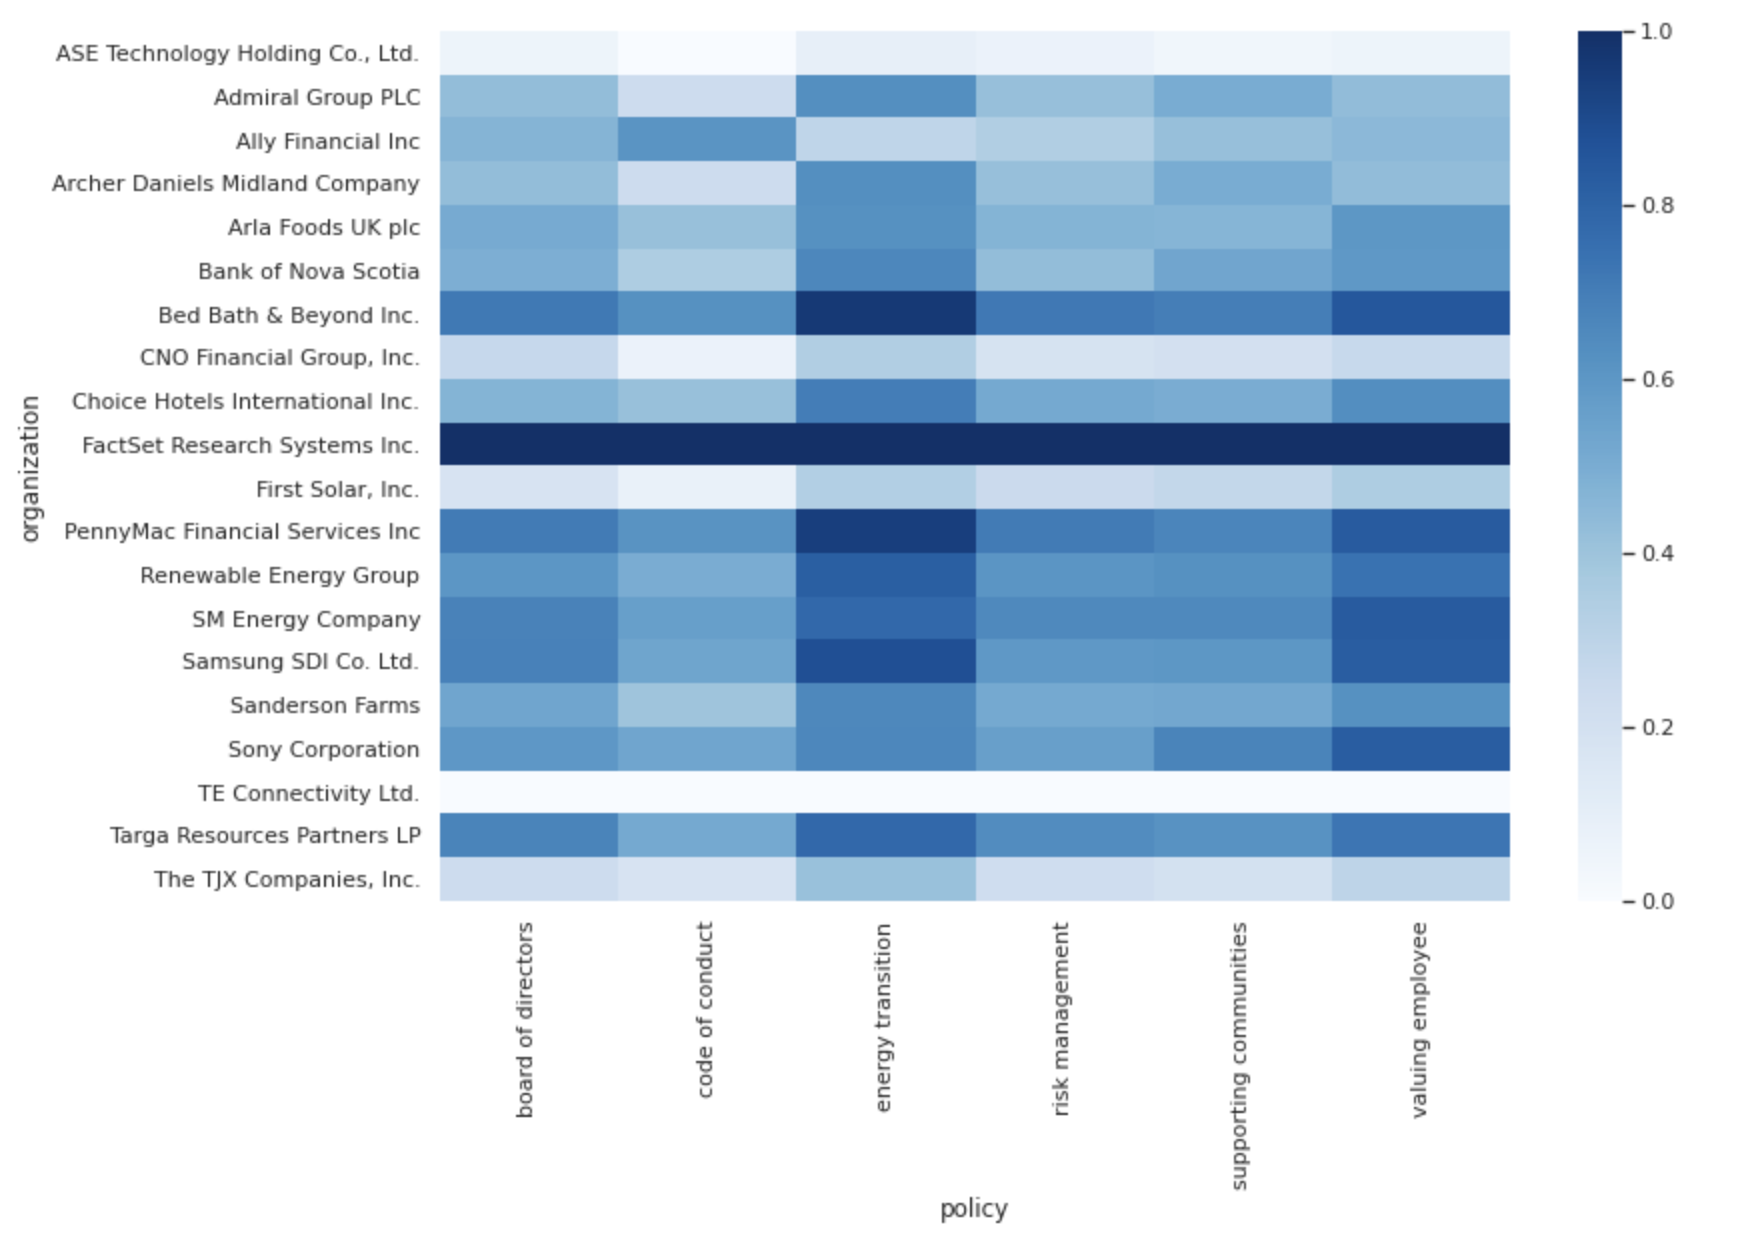 ASE Technology Holding Co., Ltd.
Admiral Group PLC
Ally Financial Inc
Archer Daniels Midland Company
Arla Foods UK plc
Bank of Nova Scotia
Bed Bath & Beyond Inc.
CNO Financial Group, Inc.
Choice Hotels International Inc.
FactSet Research Systems Inc.
First Solar, Inc.
PennyMac Financial Services Inc
Renewable Energy Group
SM Energy Company
Samsung SDI Co. Ltd.
Sanderson Farms
Sony Corporation
TE Connectivity Ltd.
Targa Resources Partners LP
The TJX Companies, Inc.
organization
board of directors
code of conduct
energy transition
risk management
supporting communities
valuing employee
policy
1.0
0.8
0.6
0.4
0.2
0.0